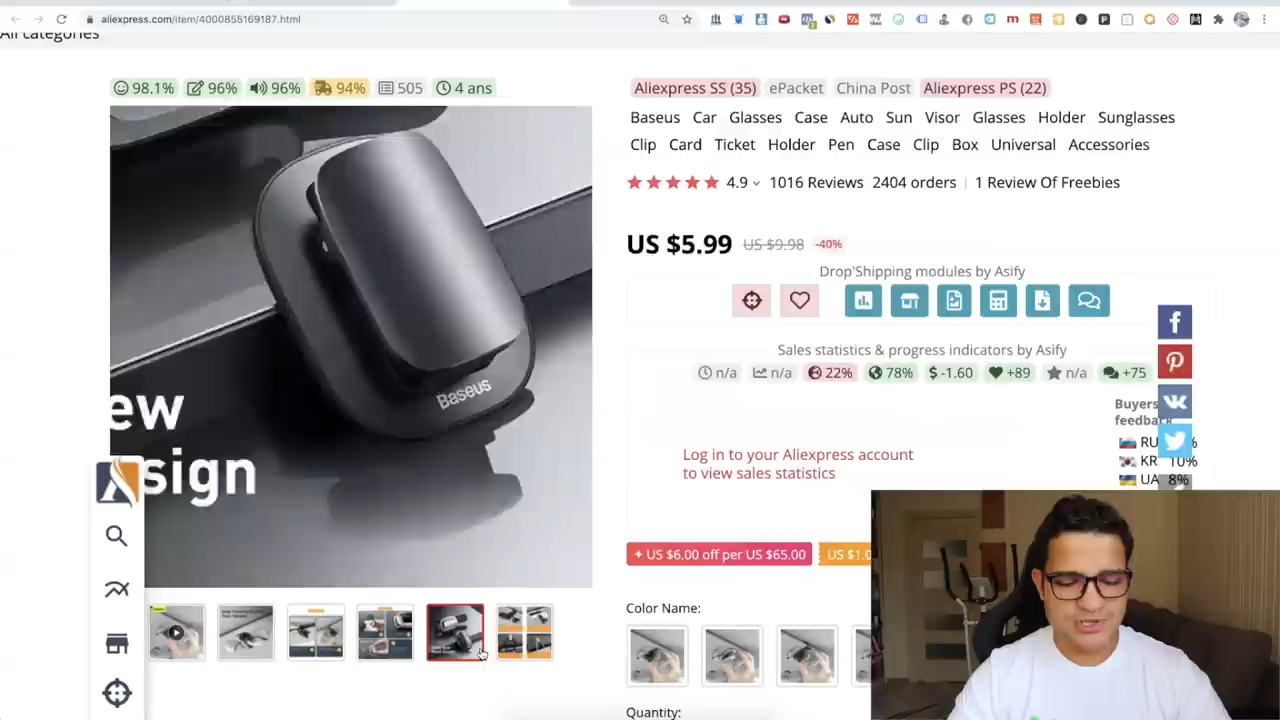 aliexpress.com/item/4000855169187.html
All categories
98.1% 96% 96% 94% 505 4 ans
Aliexpress SS (35) ePacket China Post Aliexpress PS (22)
Baseus Car Glasses Case Auto Sun Visor Glasses Holder Sunglasses
Clip Card Ticket Holder Pen Case Clip Box Universal Accessories
4.9 1016 Reviews 2404 orders 1 Review Of Freebies
US $5.99 US $9.98 -40%
Drop'Shipping modules by Asify
Sales statistics & progress indicators by Asify
n/a n/a 22% 78% $ -1.60 +89 n/a +75
Buyers
feedback
RU %
KR 10%
UA 8%
Log in to your Aliexpress account
to view sales statistics
Baseus
ew
sign
+ US $6.00 off per US $65.00 US $1.0
Color Name:
Quantity: